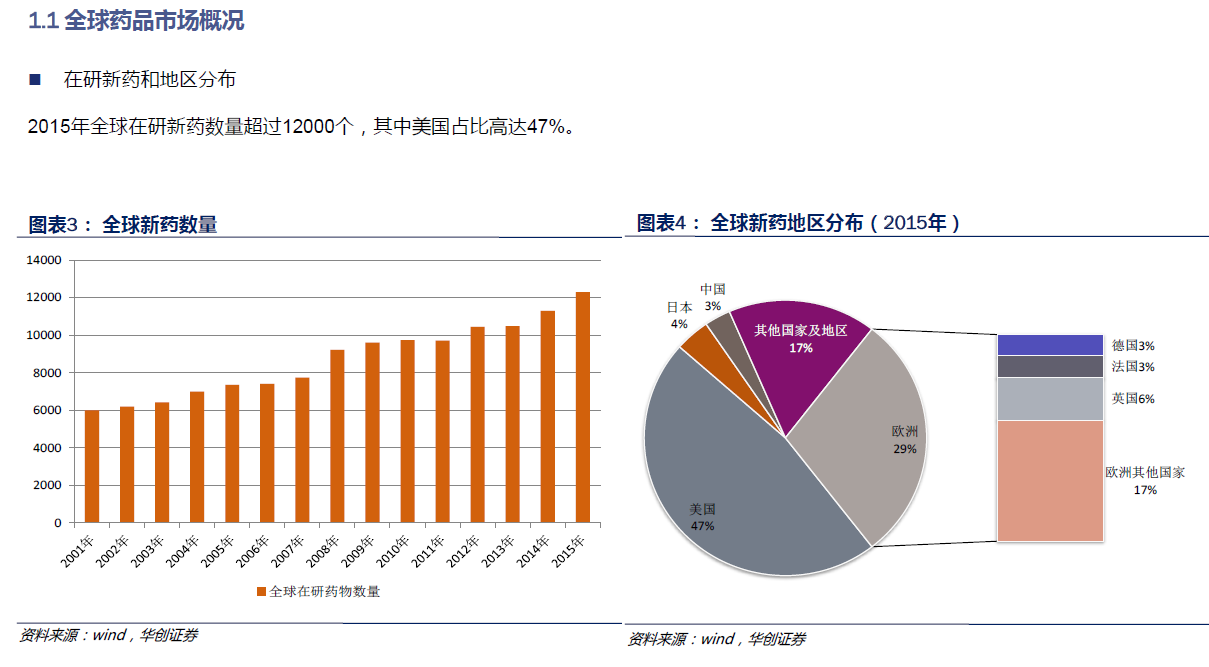 1.1 全球药品市场概况
■ 在研新药和地区分布
2015年全球在研新药数量超过12000个，其中美国占比高达47%。
图表3： 全球新药数量
14000
12000
10000
8000
6000
4000
2000
0
2001年
2002年
2003年
2004年
2005年
2006年
2007年
2008年
2009年
2010年
2011年
2012年
2013年
2014年
2015年
全球在研药物数量
资料来源：wind，华创证券
图表4： 全球新药地区分布（2015年）
中国
3%
日本
4%
其他国家及地区
17%
欧洲
29%
美国
47%
德国3%
法国3%
英国6%
欧洲其他国家
17%
资料来源：wind，华创证券